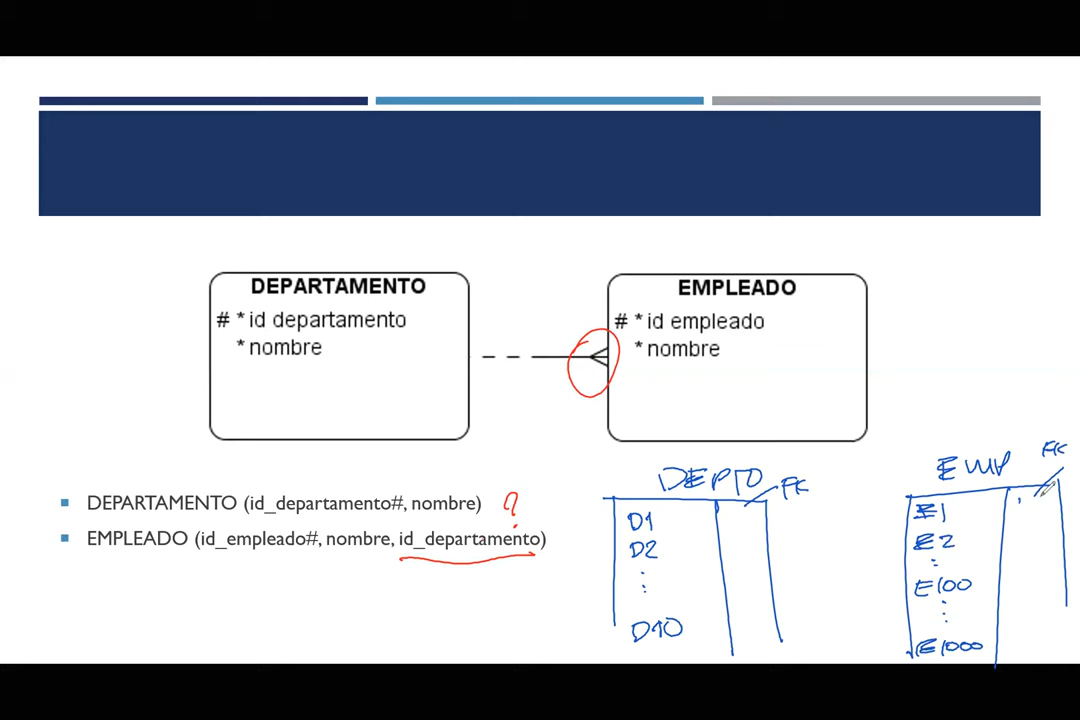 DEPARTAMENTO
# * id departamento
* nombre
EMPLEADO
# * id empleado
* nombre
DEPARTAMENTO (id_departamento#, nombre) ?
EMPLEADO (id_empleado#, nombre, id_departamento)
DEPTO
FK
D1
D2
⋮
D10
EMP
FK
E1
E2
⋮
E100
⋮
E1000